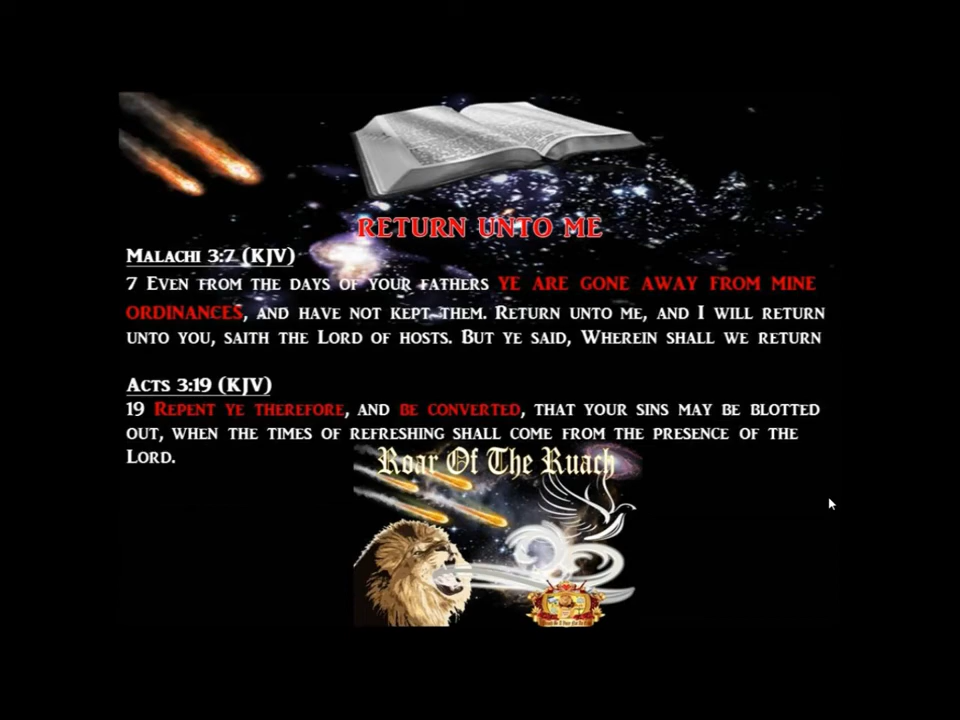 RETURN UNTO ME
MALACHI 3:7 (KJV)
7 EVEN FROM THE DAYS OF YOUR FATHERS YE ARE GONE AWAY FROM MINE
ORDINANCES, AND HAVE NOT KEPT THEM. RETURN UNTO ME, AND I WILL RETURN
UNTO YOU, SAITH THE LORD OF HOSTS. BUT YE SAID, WHEREIN SHALL WE RETURN
ACTS 3:19 (KJV)
19 REPENT YE THEREFORE, AND BE CONVERTED, THAT YOUR SINS MAY BE BLOTTED
OUT, WHEN THE TIMES OF REFRESHING SHALL COME FROM THE PRESENCE OF THE
LORD.
Roar Of The Ruach